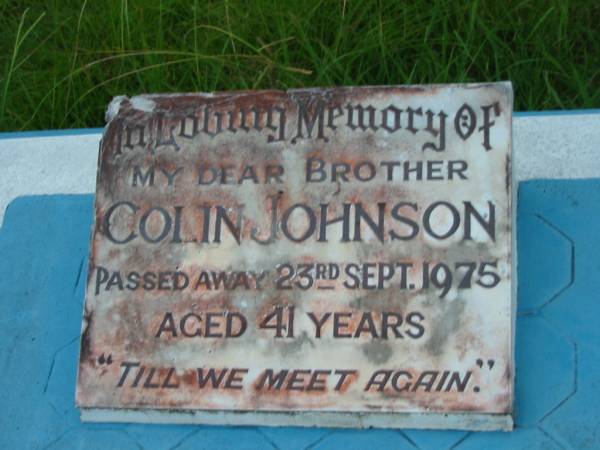 In Loving Memory Of
MY DEAR BROTHER
COLIN JOHNSON
PASSED AWAY 23RD SEPT. 1975
AGED 41 YEARS
"TILL WE MEET AGAIN."